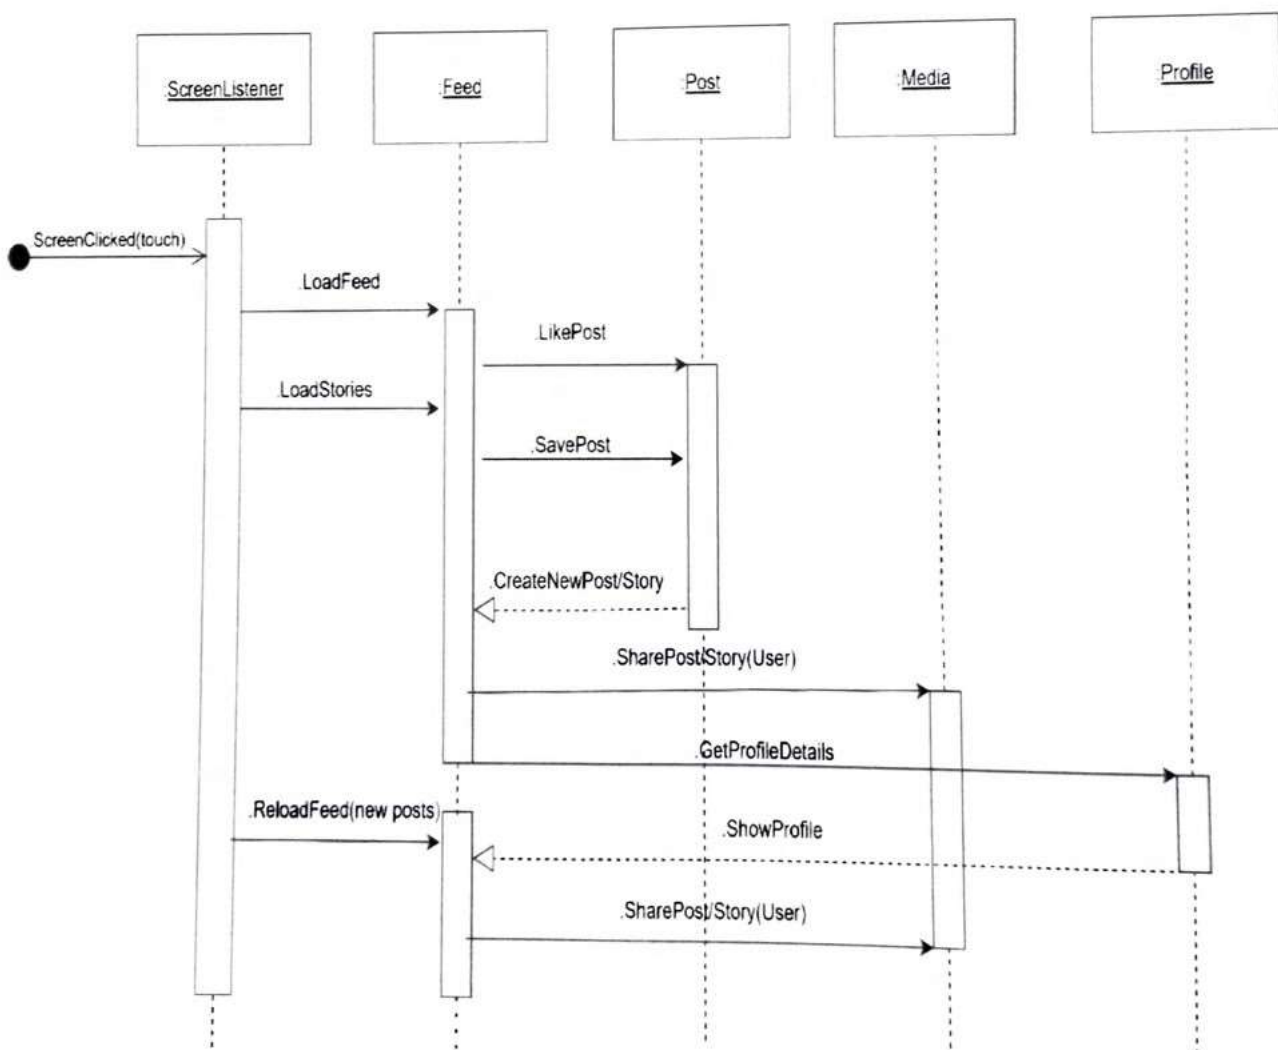 :ScreenListener
:Feed
:Post
:Media
:Profile
ScreenClicked(touch)
.LoadFeed
.LikePost
.LoadStories
.SavePost
.CreateNewPost/Story
.SharePost/Story(User)
.GetProfileDetails
.ReloadFeed(new posts)
.ShowProfile
.SharePost/Story(User)